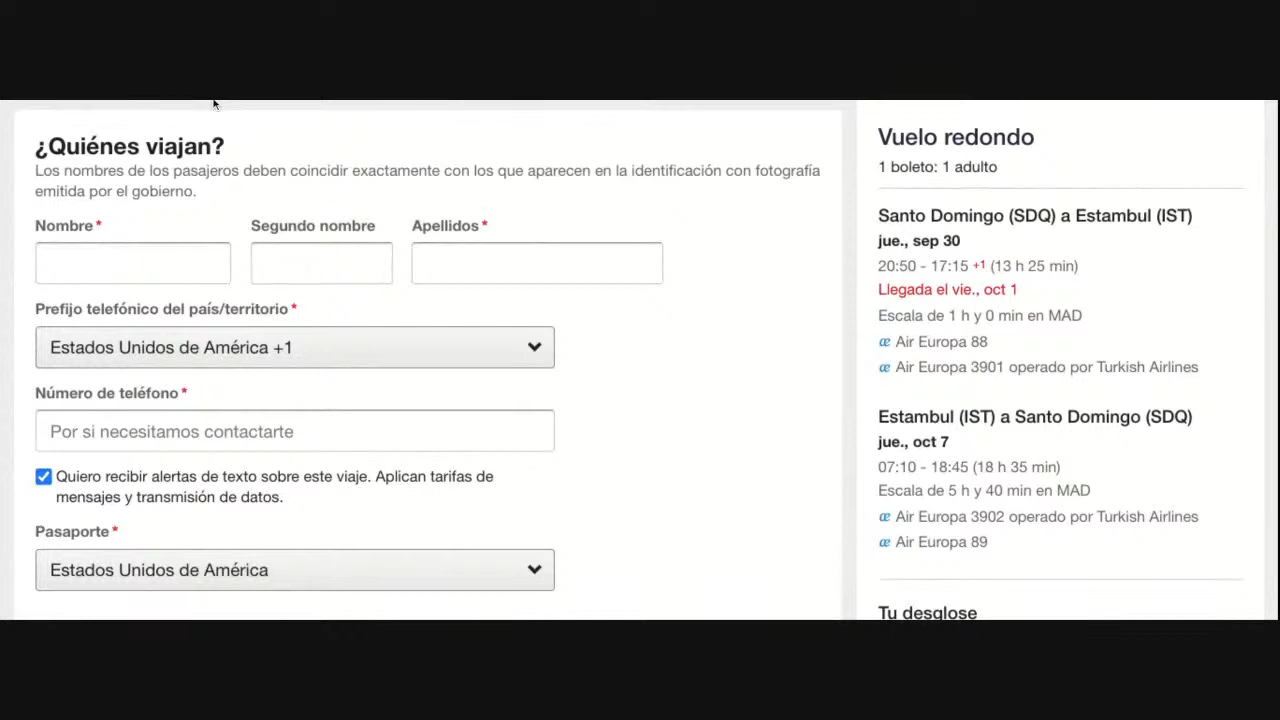 ¿Quiénes viajan?
Los nombres de los pasajeros deben coincidir exactamente con los que aparecen en la identificación con fotografía
emitida por el gobierno.
Nombre*
Segundo nombre
Apellidos*
Prefijo telefónico del país/territorio*
Estados Unidos de América +1
Número de teléfono*
Por si necesitamos contactarte
Quiero recibir alertas de texto sobre este viaje. Aplican tarifas de
mensajes y transmisión de datos.
Pasaporte*
Estados Unidos de América
Vuelo redondo
1 boleto: 1 adulto
Santo Domingo (SDQ) a Estambul (IST)
jue., sep 30
20:50 - 17:15 +1 (13 h 25 min)
Llegada el vie., oct 1
Escala de 1 h y 0 min en MAD
æ Air Europa 88
æ Air Europa 3901 operado por Turkish Airlines
Estambul (IST) a Santo Domingo (SDQ)
jue., oct 7
07:10 - 18:45 (18 h 35 min)
Escala de 5 h y 40 min en MAD
æ Air Europa 3902 operado por Turkish Airlines
æ Air Europa 89
Tu desglose